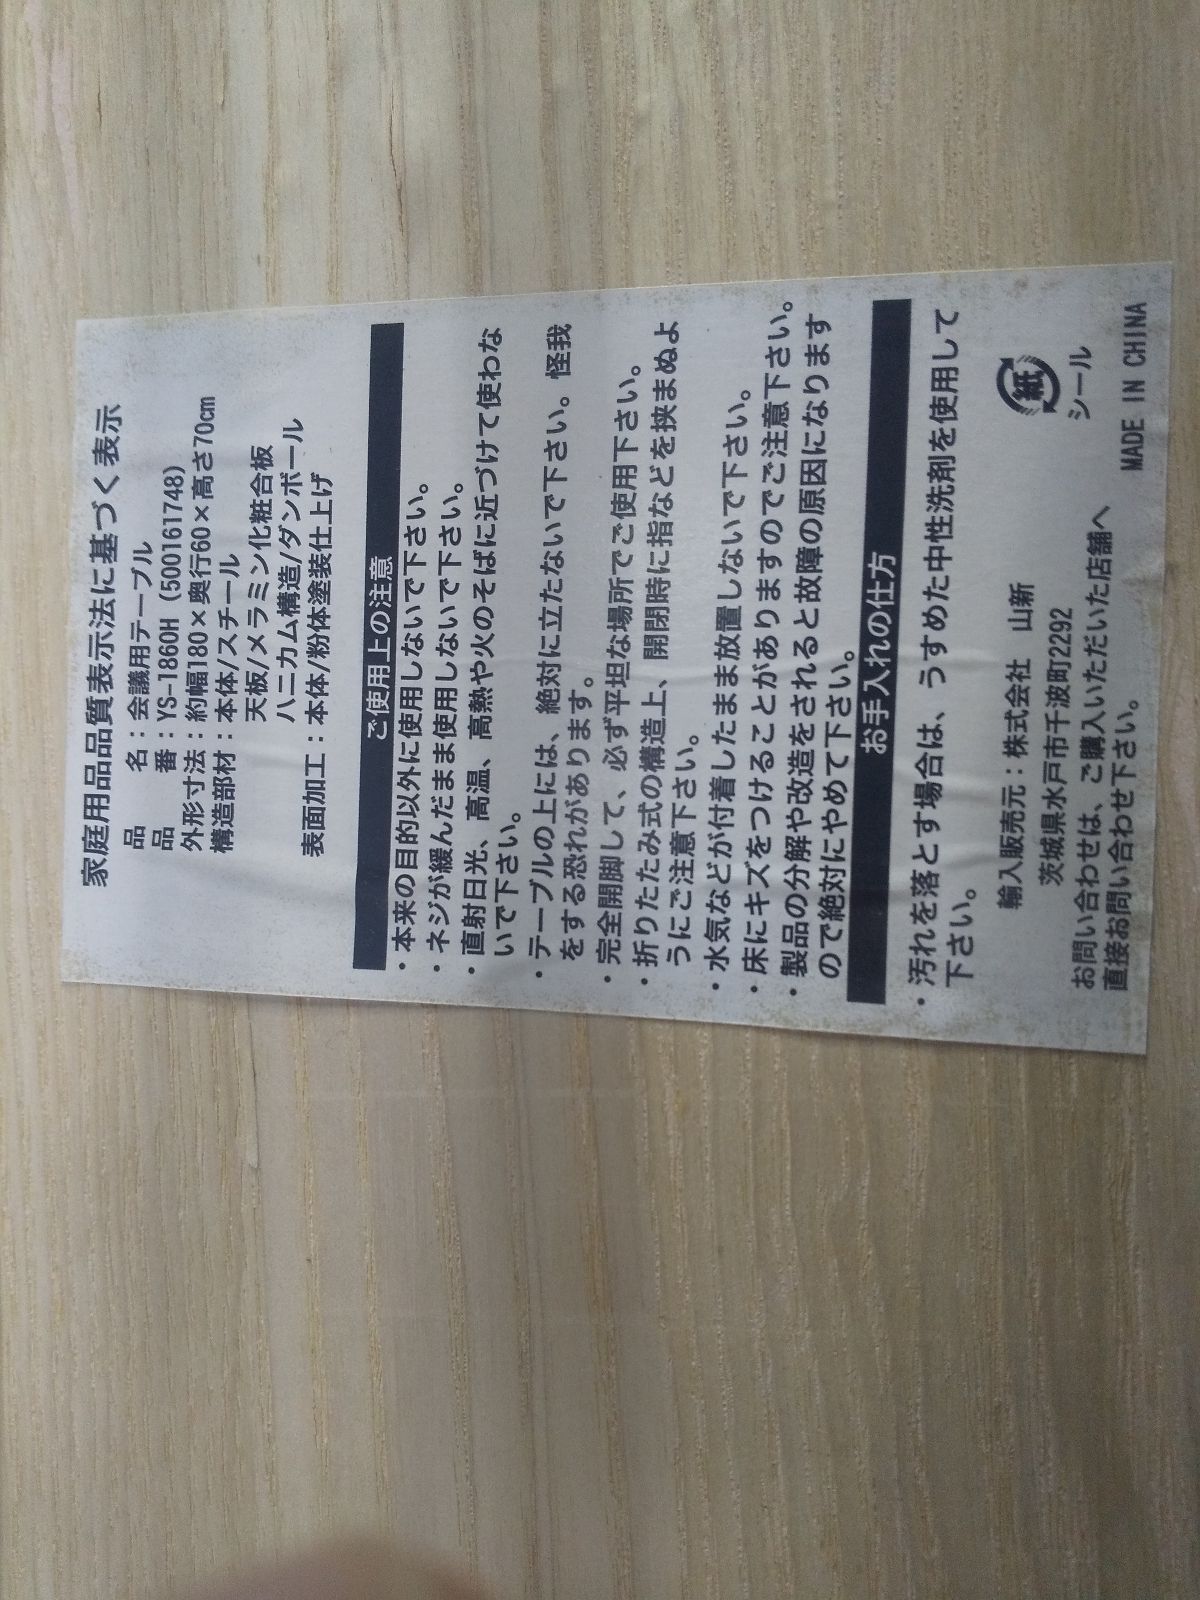 家庭用品品質表示法に基づく表示
品　　名：会議用テーブル
品　　番：YS-1860H（500161748）
外形寸法：約幅180×奥行60×高さ70cm
構造部材：本体/スチール
天板/メラミン化粧合板
ハニカム構造/ダンボール
表面加工：本体/粉体塗装仕上げ
ご使用上の注意
・本来の目的以外に使用しないで下さい。
・ネジが緩んだまま使用しないで下さい。
・直射日光、高温、高熱や火のそばに近づけて使わな
いで下さい。
・テーブルの上には、絶対に立たないで下さい。怪我
をする恐れがあります。
・完全開脚して、必ず平坦な場所でご使用下さい。
・折りたたみ式の構造上、開閉時に指などを挟まぬよ
うにご注意下さい。
・水気などが付着したまま放置しないで下さい。
・床にキズをつけることがありますのでご注意下さい。
・製品の分解や改造をされると故障の原因になります
ので絶対にやめて下さい。
お手入れの仕方
・汚れを落とす場合は、うすめた中性洗剤を使用して
下さい。
輸入販売元：株式会社　山新
茨城県水戸市千波町2292
お問い合わせは、ご購入いただいた店舗へ
直接お問い合わせ下さい。
紙
シール
MADE IN CHINA